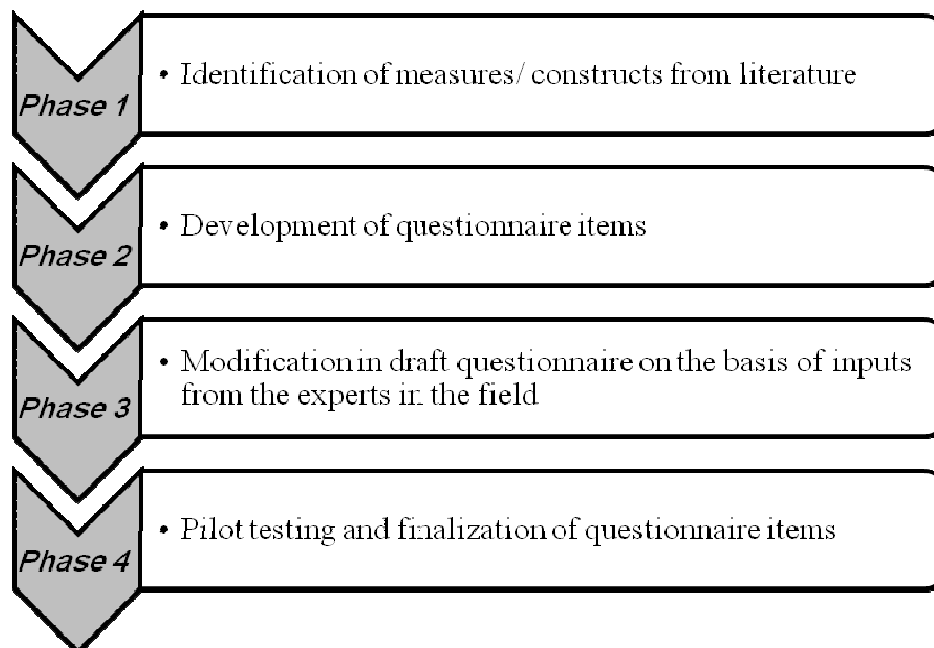 Phase 1
• Identification of measures/ constructs from literature
Phase 2
• Development of questionnaire items
Phase 3
• Modification in draft questionnaire on the basis of inputs
from the experts in the field
Phase 4
• Pilot testing and finalization of questionnaire items